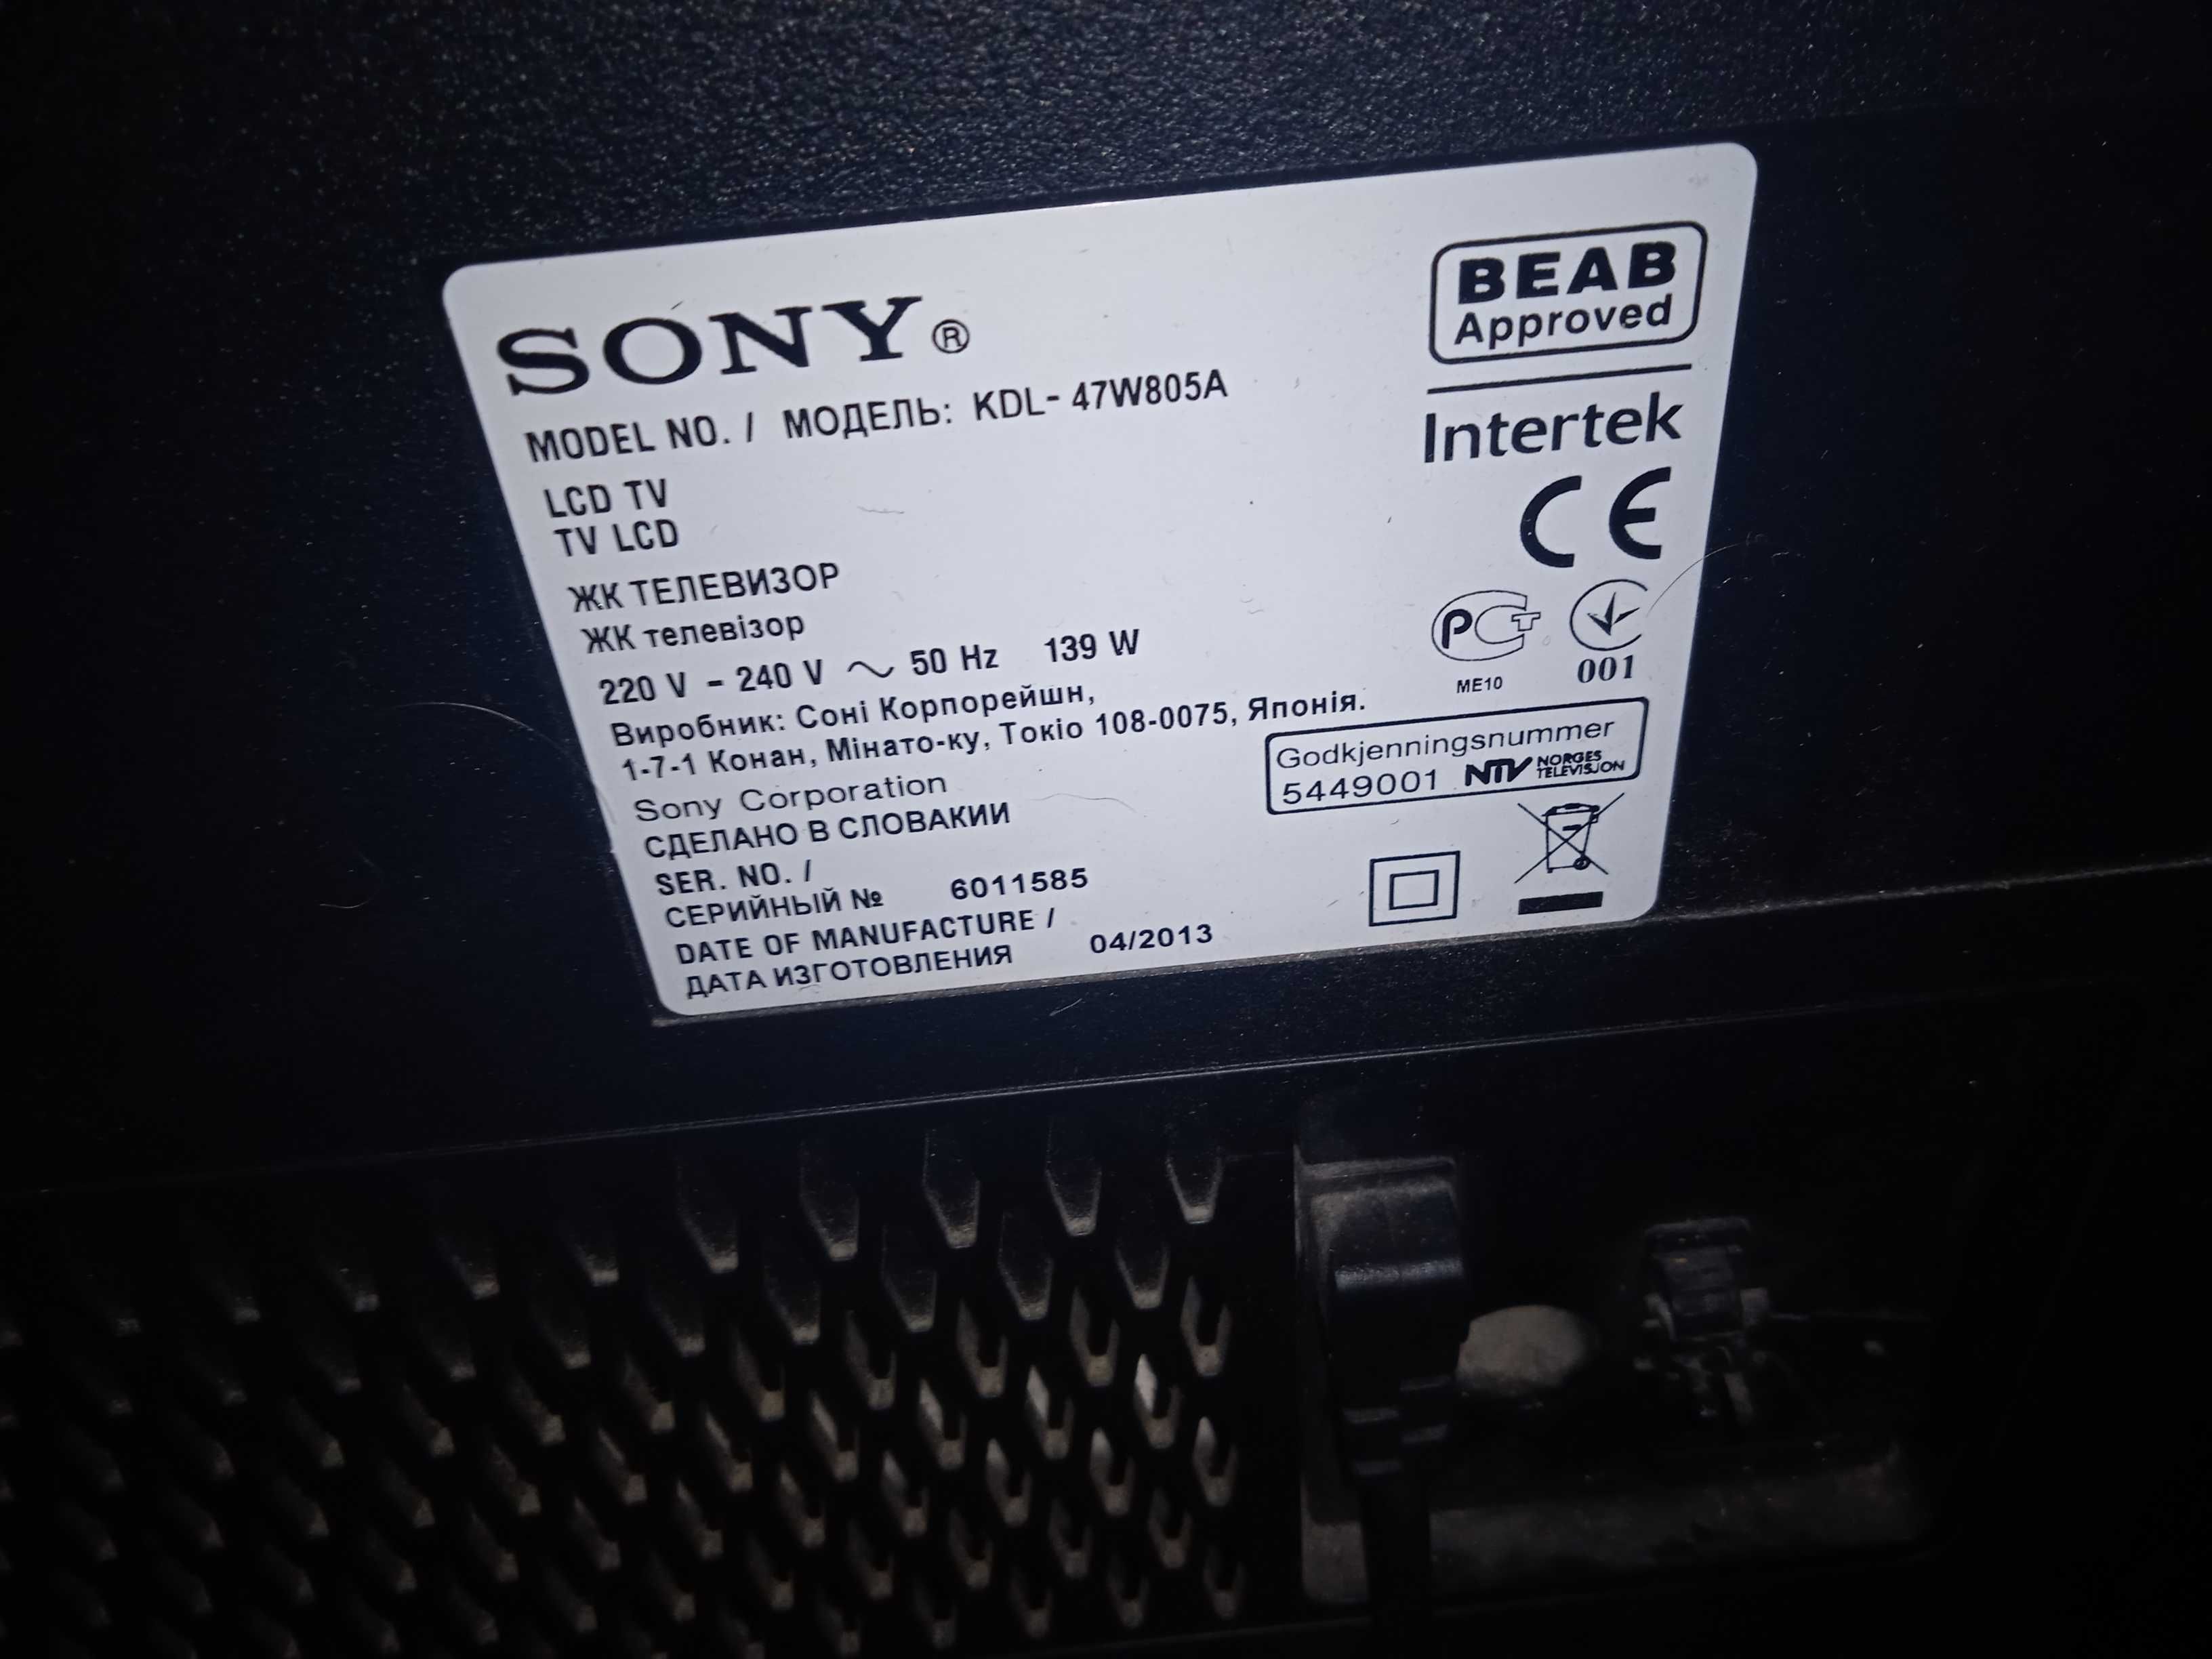 SONY®
MODEL NO. / МОДЕЛЬ: KDL- 47W805A
LCD TV
TV LCD
ЖК ТЕЛЕВИЗОР
ЖК телевізор
220 V - 240 V ~ 50 Hz 139 W
Виробник: Соні Корпорейшн,
1-7-1 Конан, Мінато-ку, Токіо 108-0075, Японія.
Sony Corporation
СДЕЛАНО В СЛОВАКИИ
SER. NO. /
СЕРИЙНЫЙ № 6011585
DATE OF MANUFACTURE /
ДАТА ИЗГОТОВЛЕНИЯ 04/2013
BEAB
Approved
Intertek
CE
РСТ
ME10
001
Godkjenningsnummer
5449001 NTV NORGES
TELEVISJON